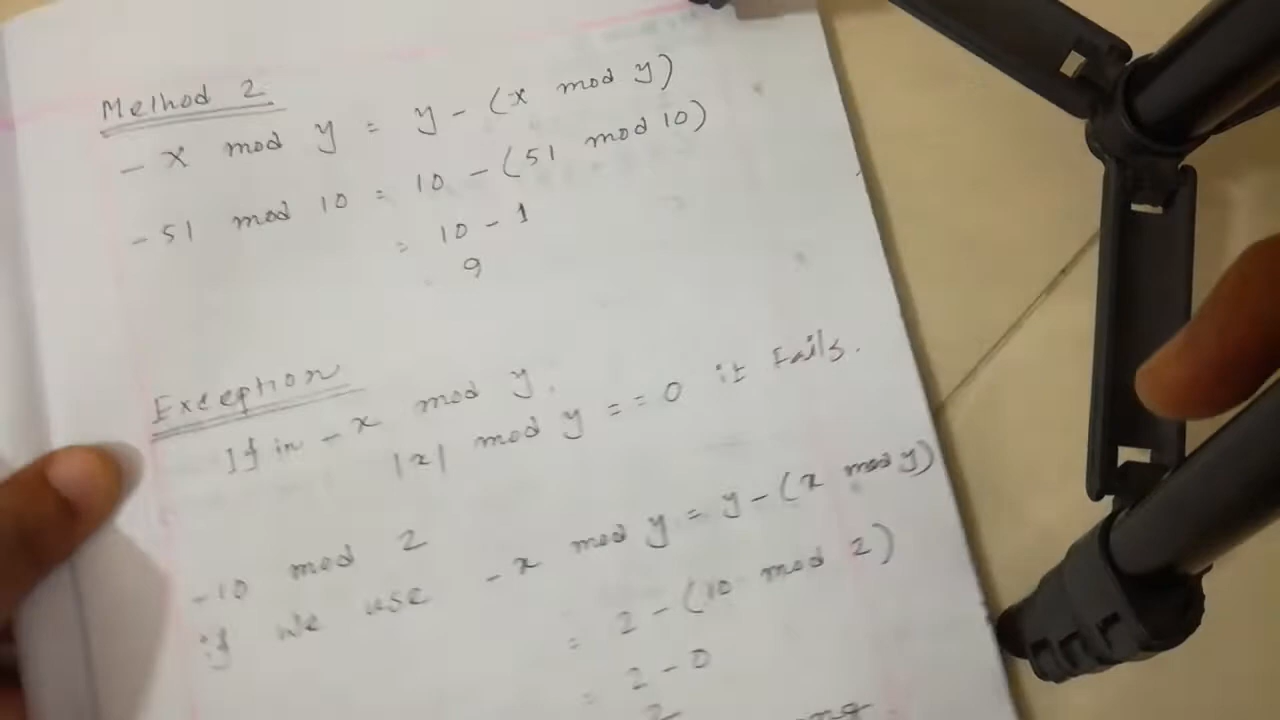 Method 2
- x mod y = y - (x mod y)
- 51 mod 10 = 10 - (51 mod 10)
= 10 - 1
9
Exception
If in - x mod y.
|x| mod y = = 0 it fails.
- 10 mod 2
if we use - x mod y = y - (x mod y)
= 2 - (10 mod 2)
= 2 - 0
2